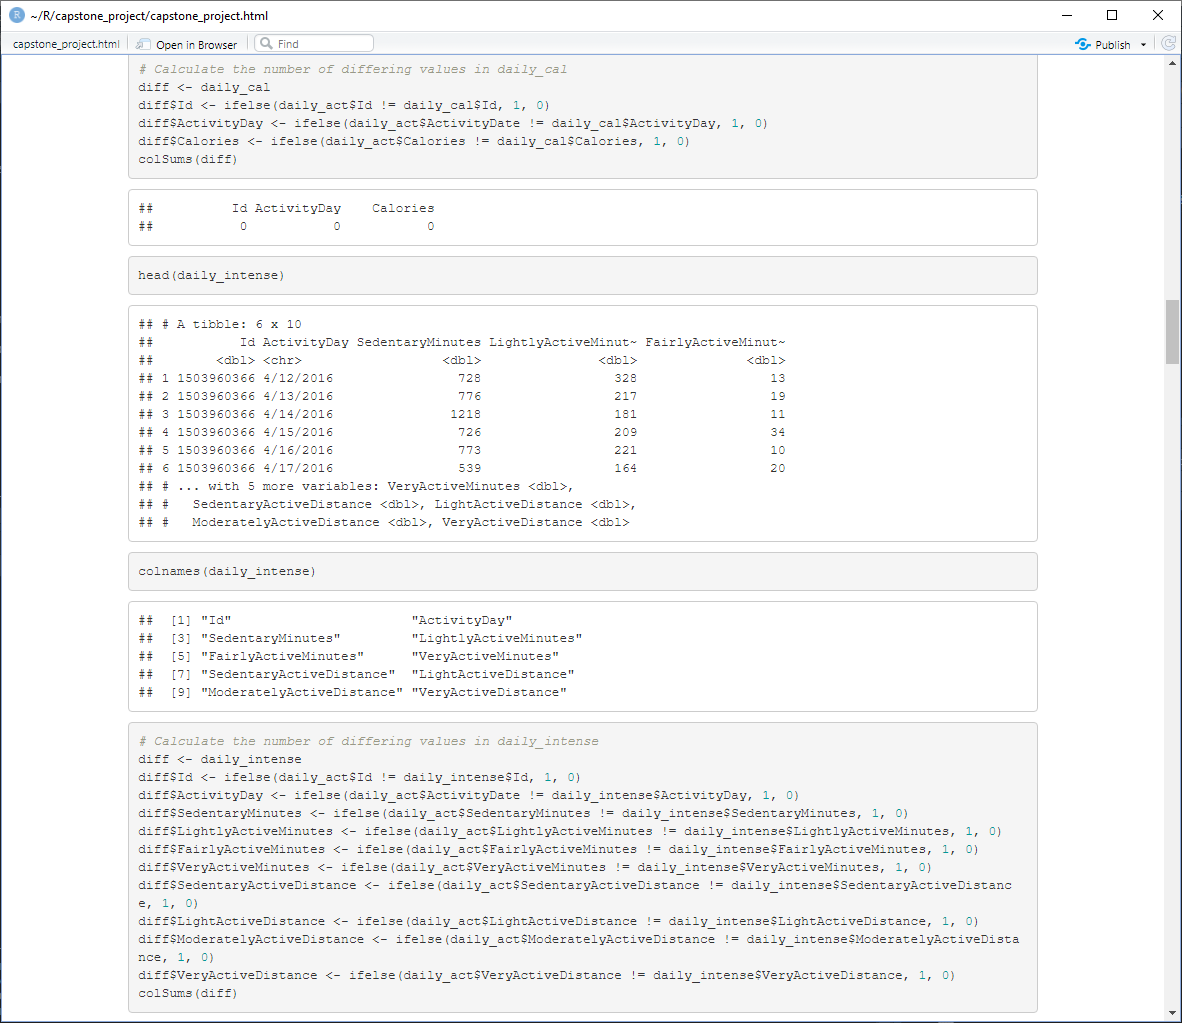 ~/R/capstone_project/capstone_project.html
capstone_project.html Open in Browser Find Publish
# Calculate the number of differing values in daily_cal
diff <- daily_cal
diff$Id <- ifelse(daily_act$Id != daily_cal$Id, 1, 0)
diff$ActivityDay <- ifelse(daily_act$ActivityDate != daily_cal$ActivityDay, 1, 0)
diff$Calories <- ifelse(daily_act$Calories != daily_cal$Calories, 1, 0)
colSums(diff)
##          Id ActivityDay    Calories
##           0           0           0
head(daily_intense)
## # A tibble: 6 x 10
##           Id ActivityDay SedentaryMinutes LightlyActiveMinut~ FairlyActiveMinut~
##        <dbl> <chr>                  <dbl>               <dbl>              <dbl>
## 1 1503960366 4/12/2016                728                 328                 13
## 2 1503960366 4/13/2016                776                 217                 19
## 3 1503960366 4/14/2016               1218                 181                 11
## 4 1503960366 4/15/2016                726                 209                 34
## 5 1503960366 4/16/2016                773                 221                 10
## 6 1503960366 4/17/2016                539                 164                 20
## # ... with 5 more variables: VeryActiveMinutes <dbl>,
## #   SedentaryActiveDistance <dbl>, LightActiveDistance <dbl>,
## #   ModeratelyActiveDistance <dbl>, VeryActiveDistance <dbl>
colnames(daily_intense)
##  [1] "Id"                       "ActivityDay"
##  [3] "SedentaryMinutes"         "LightlyActiveMinutes"
##  [5] "FairlyActiveMinutes"      "VeryActiveMinutes"
##  [7] "SedentaryActiveDistance"  "LightActiveDistance"
##  [9] "ModeratelyActiveDistance" "VeryActiveDistance"
# Calculate the number of differing values in daily_intense
diff <- daily_intense
diff$Id <- ifelse(daily_act$Id != daily_intense$Id, 1, 0)
diff$ActivityDay <- ifelse(daily_act$ActivityDate != daily_intense$ActivityDay, 1, 0)
diff$SedentaryMinutes <- ifelse(daily_act$SedentaryMinutes != daily_intense$SedentaryMinutes, 1, 0)
diff$LightlyActiveMinutes <- ifelse(daily_act$LightlyActiveMinutes != daily_intense$LightlyActiveMinutes, 1, 0)
diff$FairlyActiveMinutes <- ifelse(daily_act$FairlyActiveMinutes != daily_intense$FairlyActiveMinutes, 1, 0)
diff$VeryActiveMinutes <- ifelse(daily_act$VeryActiveMinutes != daily_intense$VeryActiveMinutes, 1, 0)
diff$SedentaryActiveDistance <- ifelse(daily_act$SedentaryActiveDistance != daily_intense$SedentaryActiveDistanc
e, 1, 0)
diff$LightActiveDistance <- ifelse(daily_act$LightActiveDistance != daily_intense$LightActiveDistance, 1, 0)
diff$ModeratelyActiveDistance <- ifelse(daily_act$ModeratelyActiveDistance != daily_intense$ModeratelyActiveDista
nce, 1, 0)
diff$VeryActiveDistance <- ifelse(daily_act$VeryActiveDistance != daily_intense$VeryActiveDistance, 1, 0)
colSums(diff)